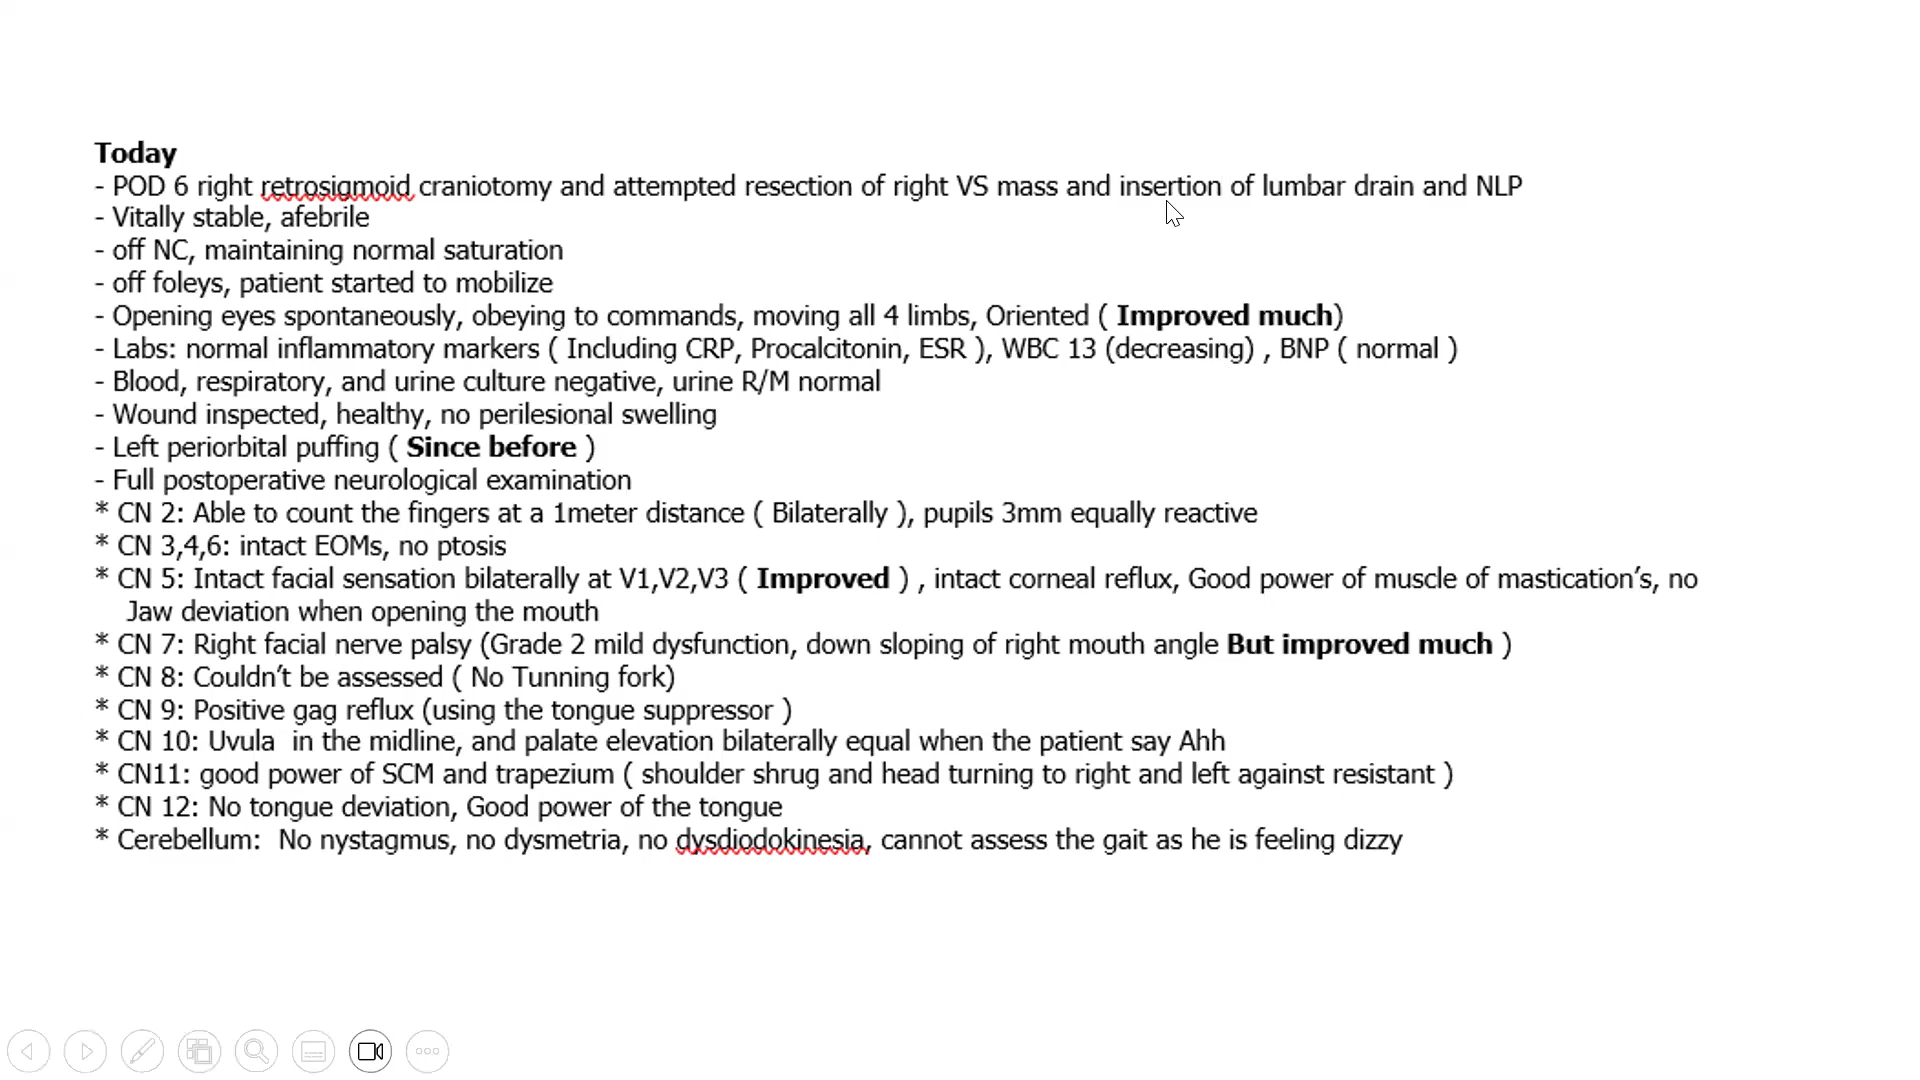 Today
- POD 6 right retrosigmoid craniotomy and attempted resection of right VS mass and insertion of lumbar drain and NLP
- Vitally stable, afebrile
- off NC, maintaining normal saturation
- off foleys, patient started to mobilize
- Opening eyes spontaneously, obeying to commands, moving all 4 limbs, Oriented ( Improved much)
- Labs: normal inflammatory markers ( Including CRP, Procalcitonin, ESR ), WBC 13 (decreasing) , BNP ( normal )
- Blood, respiratory, and urine culture negative, urine R/M normal
- Wound inspected, healthy, no perilesional swelling
- Left periorbital puffing ( Since before )
- Full postoperative neurological examination
* CN 2: Able to count the fingers at a 1meter distance ( Bilaterally ), pupils 3mm equally reactive
* CN 3,4,6: intact EOMs, no ptosis
* CN 5: Intact facial sensation bilaterally at V1,V2,V3 ( Improved ) , intact corneal reflux, Good power of muscle of mastication’s, no
Jaw deviation when opening the mouth
* CN 7: Right facial nerve palsy (Grade 2 mild dysfunction, down sloping of right mouth angle But improved much )
* CN 8: Couldn’t be assessed ( No Tunning fork)
* CN 9: Positive gag reflux (using the tongue suppressor )
* CN 10: Uvula  in the midline, and palate elevation bilaterally equal when the patient say Ahh
* CN11: good power of SCM and trapezium ( shoulder shrug and head turning to right and left against resistant )
* CN 12: No tongue deviation, Good power of the tongue
* Cerebellum:  No nystagmus, no dysmetria, no dysdiodokinesia, cannot assess the gait as he is feeling dizzy